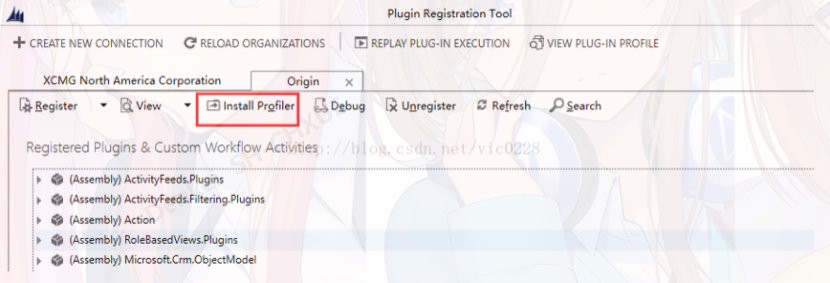 Plugin Registration Tool
CREATE NEW CONNECTION RELOAD ORGANIZATIONS REPLAY PLUG-IN EXECUTION VIEW PLUG-IN PROFILE
XCMG North America Corporation Origin ×
Register View Install Profiler Debug Unregister Refresh Search
Registered Plugins & Custom Workflow Activities
http://blog.csdn.net/vic0228
(Assembly) ActivityFeeds.Plugins
(Assembly) ActivityFeeds.Filtering.Plugins
(Assembly) Action
(Assembly) RoleBasedViews.Plugins
(Assembly) Microsoft.Crm.ObjectModel